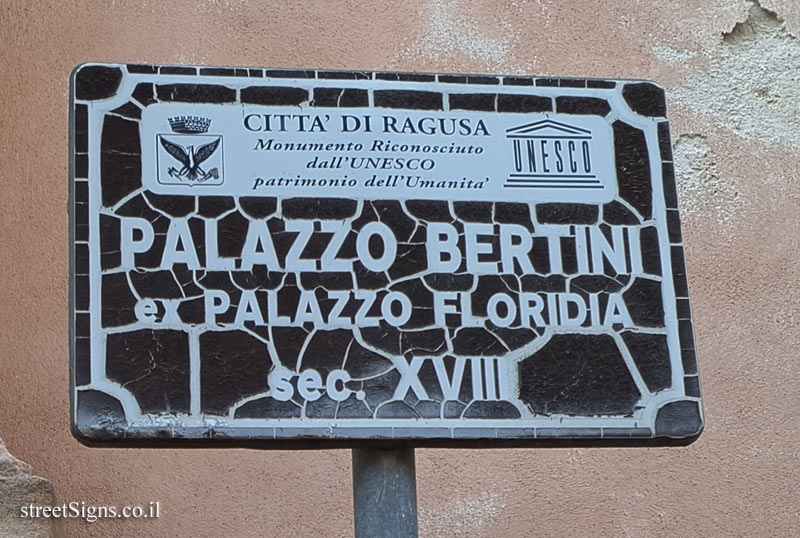 CITTA' DI RAGUSA
Monumento Riconosciuto
dall'UNESCO
patrimonio dell'Umanita'
UNESCO
PALAZZO BERTINI
ex PALAZZO FLORIDIA
sec. XVIII
streetSigns.co.il